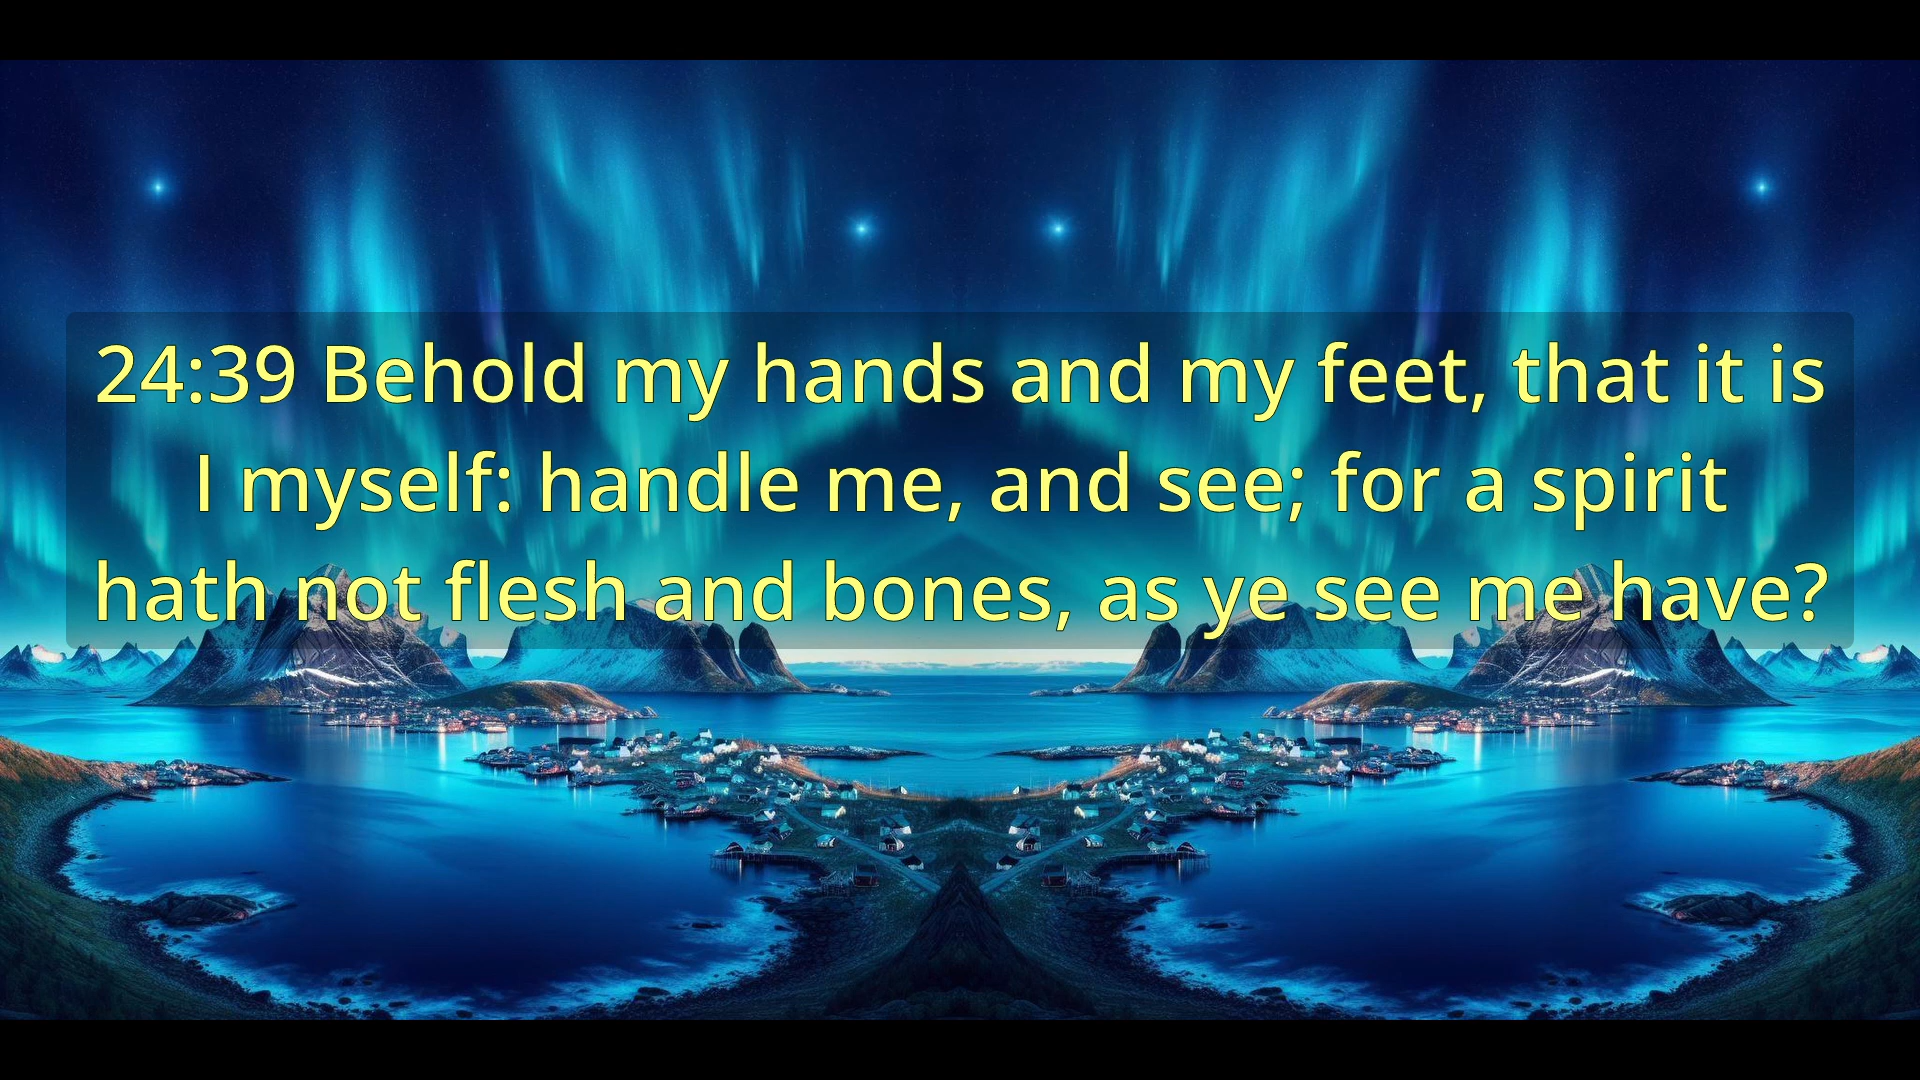 24:39 Behold my hands and my feet, that it is
I myself: handle me, and see; for a spirit
hath not flesh and bones, as ye see me have?